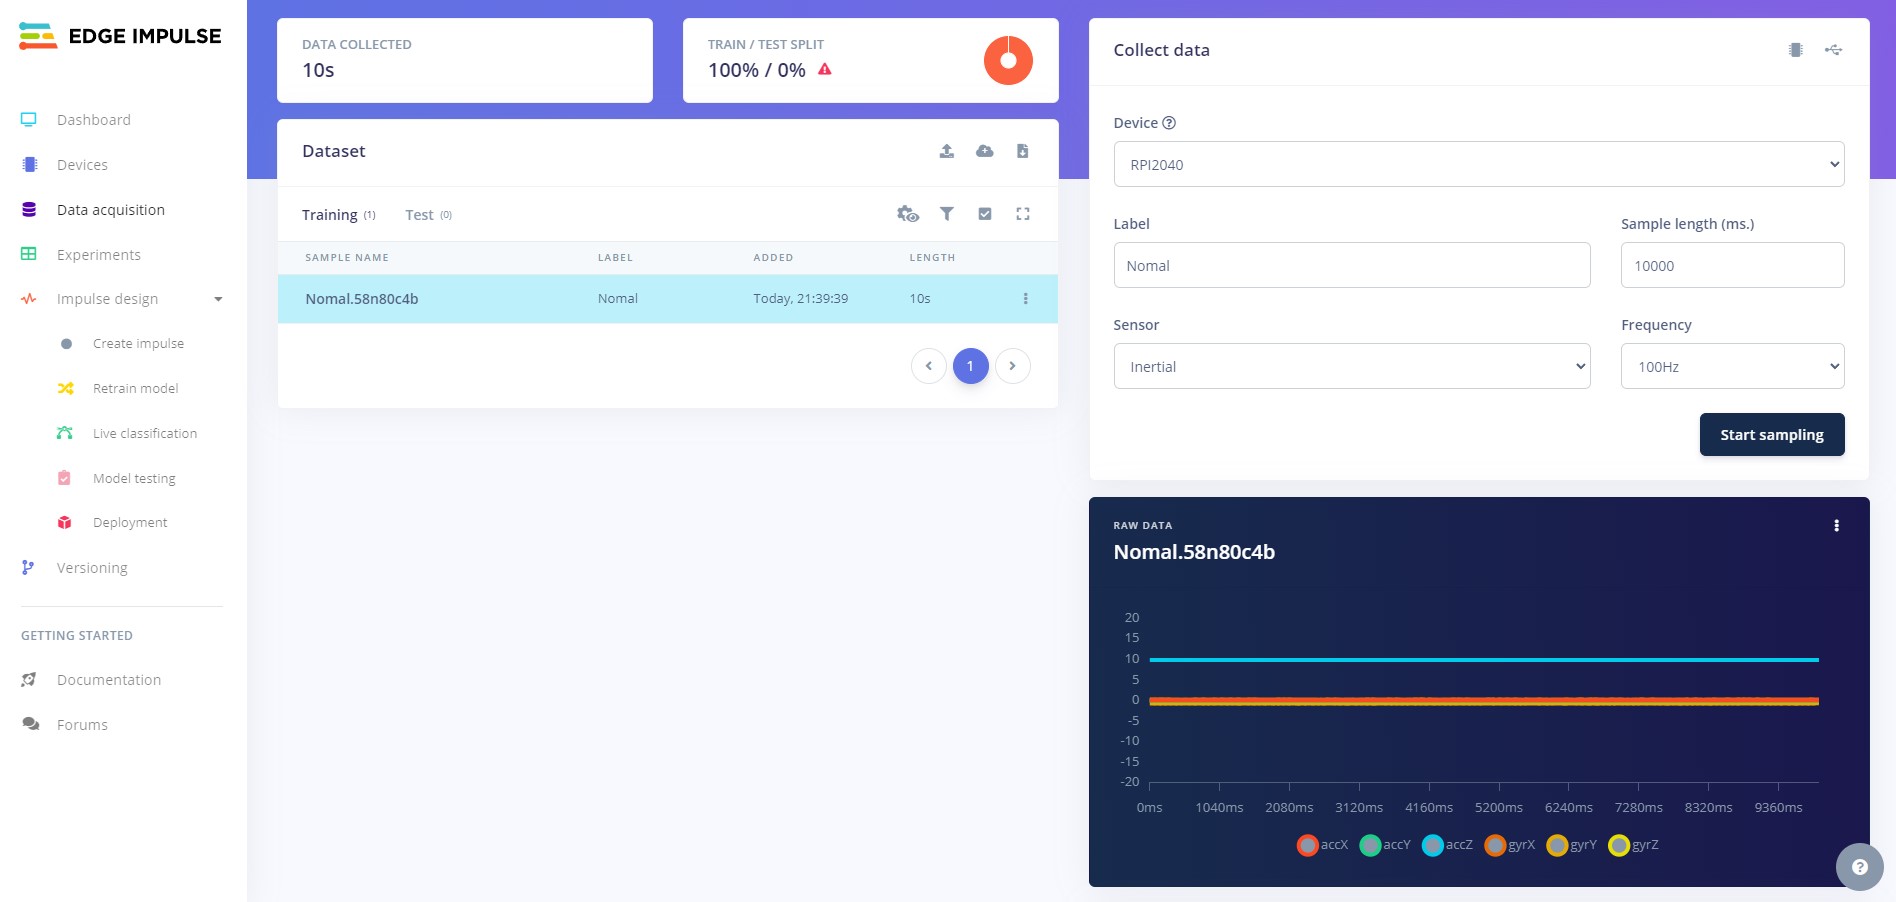 EDGE IMPULSE
Dashboard
Devices
Data acquisition
Experiments
Impulse design
Create impulse
Retrain model
Live classification
Model testing
Deployment
Versioning
GETTING STARTED
Documentation
Forums
DATA COLLECTED
10s
TRAIN / TEST SPLIT
100% / 0%
Dataset
Training (1) Test (0)
SAMPLE NAME LABEL ADDED LENGTH
Nomal.58n80c4b Nomal Today, 21:39:39 10s
1
Collect data
Device
RPI2040
Label Sample length (ms.)
Nomal 10000
Sensor Frequency
Inertial 100Hz
Start sampling
RAW DATA
Nomal.58n80c4b
20
15
10
5
0
-5
-10
-15
-20
0ms 1040ms 2080ms 3120ms 4160ms 5200ms 6240ms 7280ms 8320ms 9360ms
accX accY accZ gyrX gyrY gyrZ